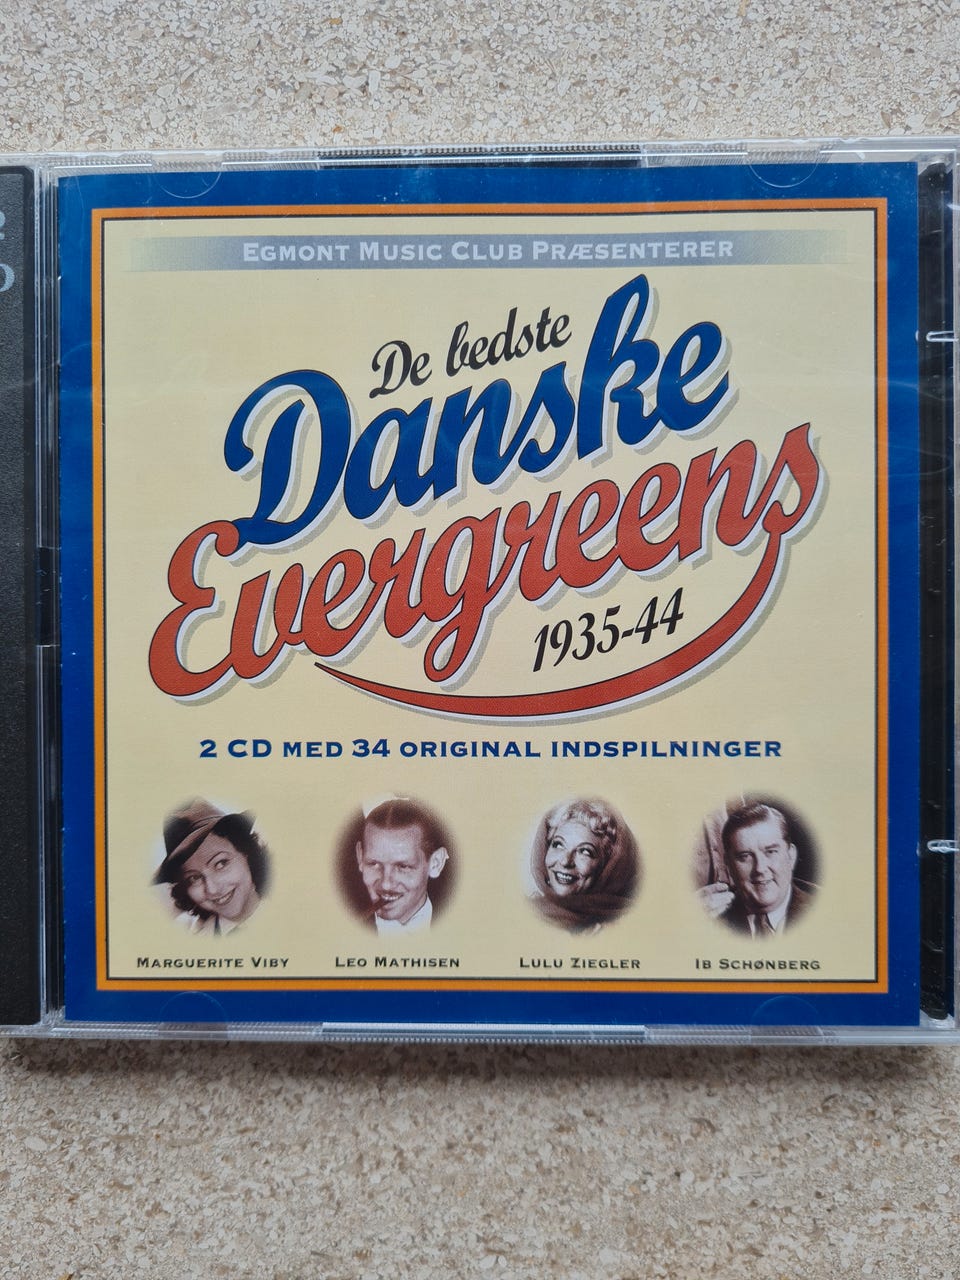 Egmont Music Club Præsenterer
De bedste
Danske
Evergreens
1935-44
2 CD med 34 original indspilninger
Marguerite Viby
Leo Mathisen
Lulu Ziegler
Ib Schønberg